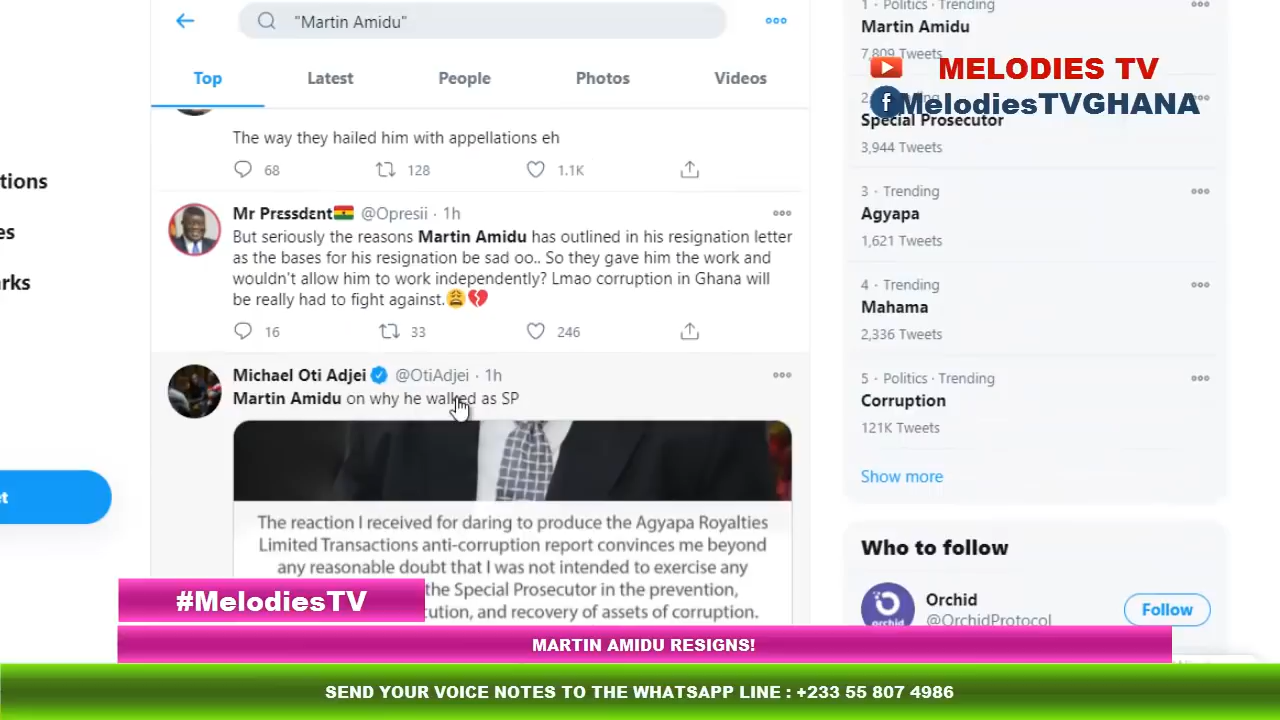 "Martin Amidu"
Top
Latest
People
Photos
Videos
The way they hailed him with appellations eh
68
128
1.1K
Mr Prɛssdɛnt @Opresii · 1h
But seriously the reasons Martin Amidu has outlined in his resignation letter
as the bases for his resignation be sad oo.. So they gave him the work and
wouldn't allow him to work independently? Lmao corruption in Ghana will
be really had to fight against.
16
33
246
Michael Oti Adjei @OtiAdjei · 1h
Martin Amidu on why he walked as SP
The reaction I received for daring to produce the Agyapa Royalties
Limited Transactions anti-corruption report convinces me beyond
any reasonable doubt that I was not intended to exercise any
the Special Prosecutor in the prevention,
cution, and recovery of assets of corruption.
tions
es
rks
et
1 · Politics · Trending
Martin Amidu
7,809 Tweets
MELODIES TV
MelodiesTVGHANA
2
Special Prosecutor
3,944 Tweets
3 · Trending
Agyapa
1,621 Tweets
4 · Trending
Mahama
2,336 Tweets
5 · Politics · Trending
Corruption
121K Tweets
Show more
Who to follow
Orchid
@OrchidProtocol
orchid
Follow
#MelodiesTV
MARTIN AMIDU RESIGNS!
SEND YOUR VOICE NOTES TO THE WHATSAPP LINE : +233 55 807 4986